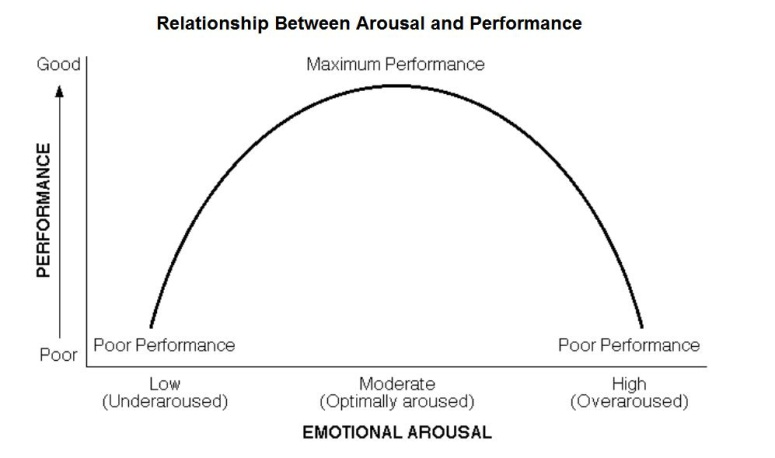 Relationship Between Arousal and Performance
Good
Maximum Performance
PERFORMANCE
Poor
Poor Performance
Poor Performance
Low
(Underaroused)
Moderate
(Optimally aroused)
High
(Overaroused)
EMOTIONAL AROUSAL